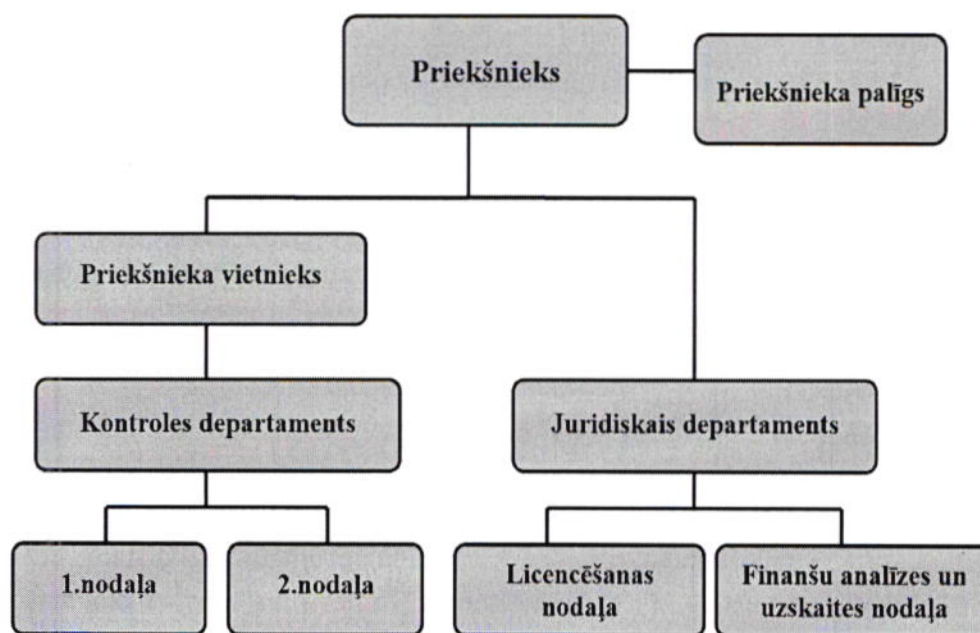 Priekšnieks
Priekšnieka palīgs
Priekšnieka vietnieks
Kontroles departaments
Juridiskais departaments
1.nodaļa
2.nodaļa
Licencēšanas
nodaļa
Finanšu analīzes un
uzskaites nodaļa